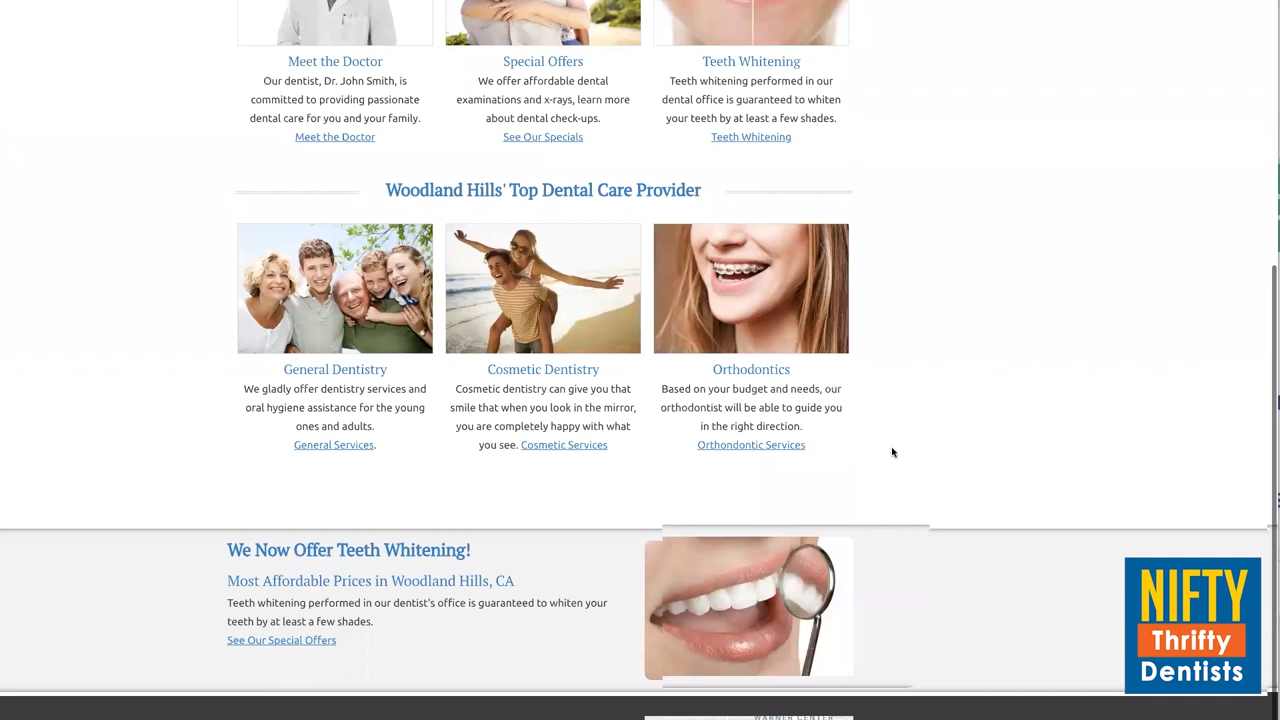 Meet the Doctor
Our dentist, Dr. John Smith, is
committed to providing passionate
dental care for you and your family.
Meet the Doctor
Special Offers
We offer affordable dental
examinations and x-rays, learn more
about dental check-ups.
See Our Specials
Teeth Whitening
Teeth whitening performed in our
dental office is guaranteed to whiten
your teeth by at least a few shades.
Teeth Whitening
Woodland Hills' Top Dental Care Provider
General Dentistry
We gladly offer dentistry services and
oral hygiene assistance for the young
ones and adults.
General Services.
Cosmetic Dentistry
Cosmetic dentistry can give you that
smile that when you look in the mirror,
you are completely happy with what
you see. Cosmetic Services
Orthodontics
Based on your budget and needs, our
orthodontist will be able to guide you
in the right direction.
Orthondontic Services
We Now Offer Teeth Whitening!
Most Affordable Prices in Woodland Hills, CA
Teeth whitening performed in our dentist's office is guaranteed to whiten your
teeth by at least a few shades.
See Our Special Offers
NIFTY
Thrifty
Dentists
WARNER CENTER